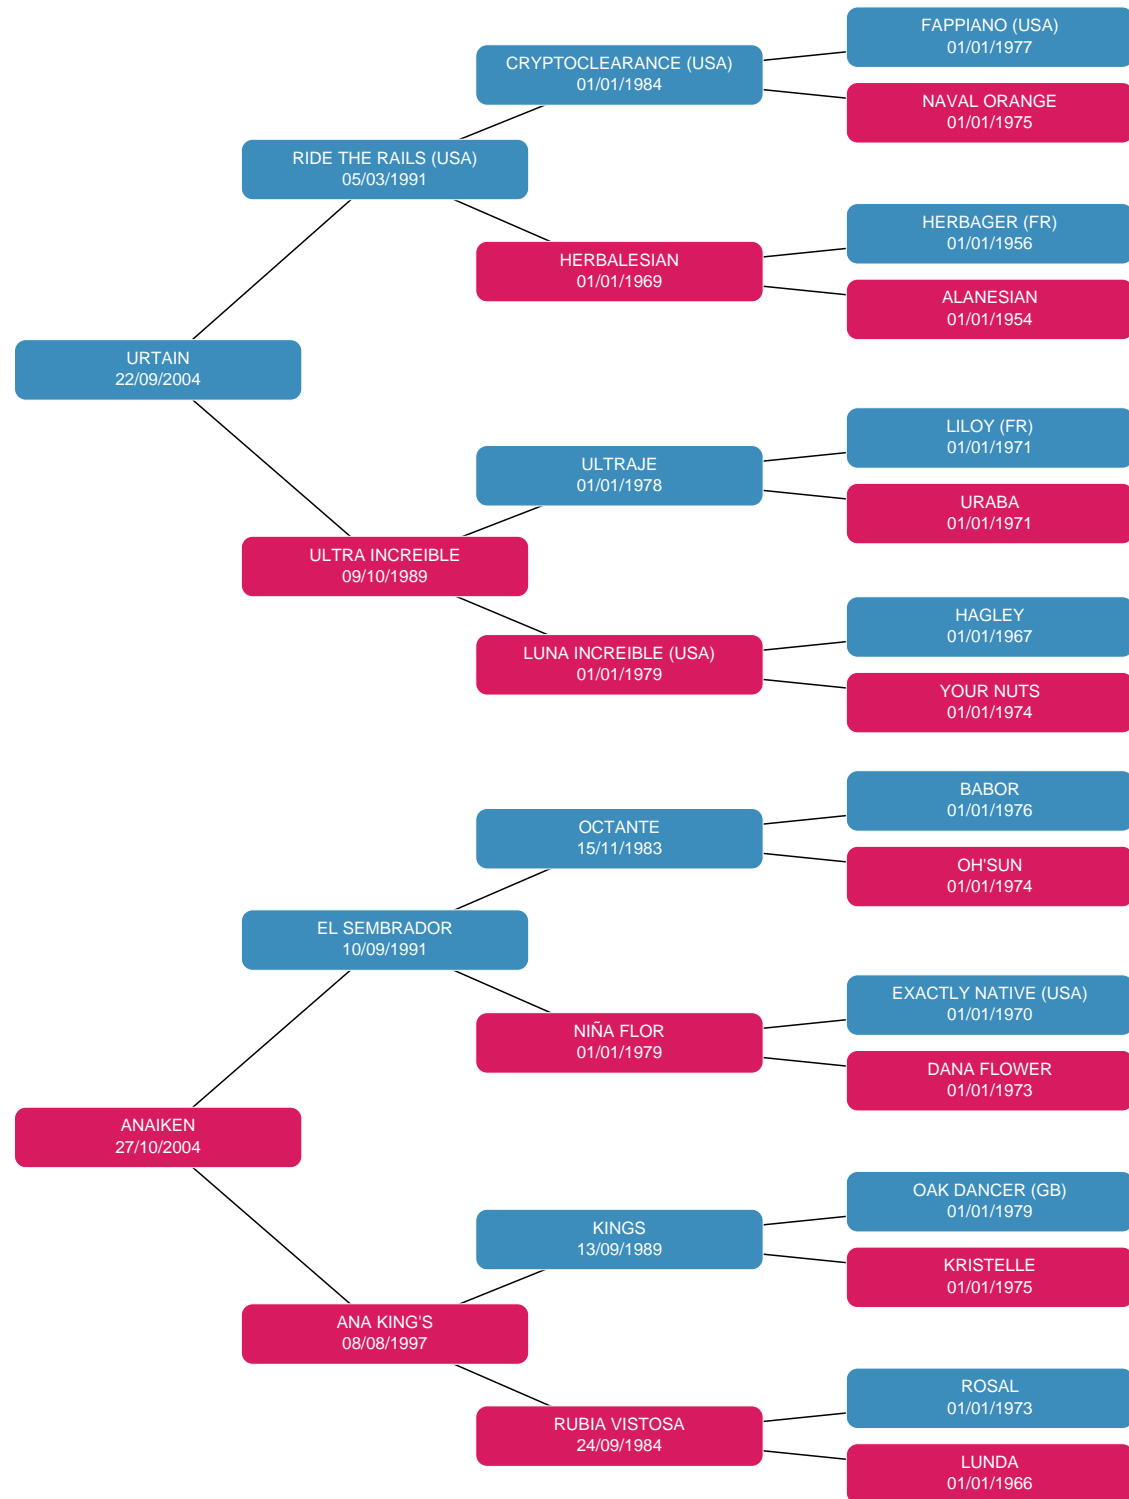 FAPPIANO (USA)
01/01/1977
CRYPTOCLEARANCE (USA)
01/01/1984
NAVAL ORANGE
01/01/1975
RIDE THE RAILS (USA)
05/03/1991
HERBAGER (FR)
01/01/1956
HERBALESIAN
01/01/1969
ALANESIAN
01/01/1954
URTAIN
22/09/2004
LILOY (FR)
01/01/1971
ULTRAJE
01/01/1978
URABA
01/01/1971
ULTRA INCREIBLE
09/10/1989
HAGLEY
01/01/1967
LUNA INCREIBLE (USA)
01/01/1979
YOUR NUTS
01/01/1974
BABOR
01/01/1976
OCTANTE
15/11/1983
OH'SUN
01/01/1974
EL SEMBRADOR
10/09/1991
EXACTLY NATIVE (USA)
01/01/1970
NIÑA FLOR
01/01/1979
DANA FLOWER
01/01/1973
ANAIKEN
27/10/2004
OAK DANCER (GB)
01/01/1979
KINGS
13/09/1989
KRISTELLE
01/01/1975
ANA KING'S
08/08/1997
ROSAL
01/01/1973
RUBIA VISTOSA
24/09/1984
LUNDA
01/01/1966